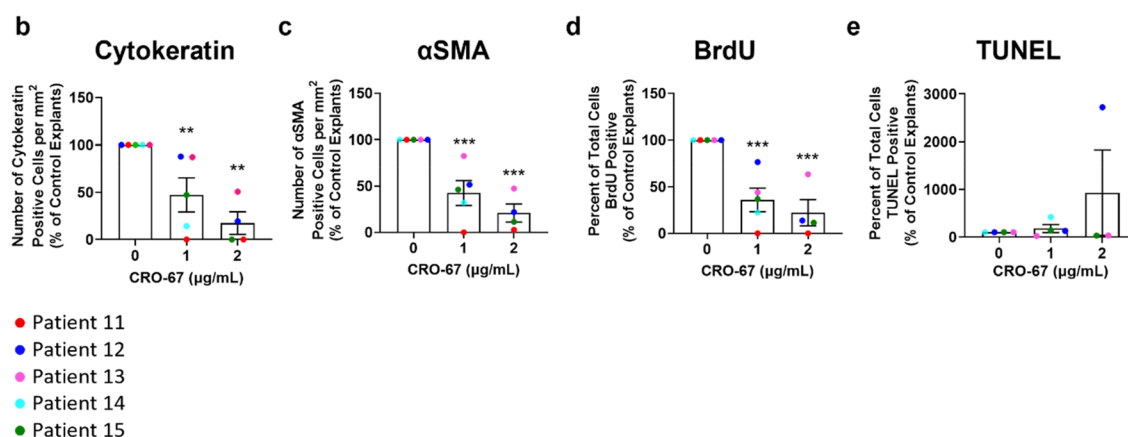 b
Cytokeratin
Number of Cytokeratin
Positive Cells per mm²
(% of Control Explants)
150
100
50
0
**
**
0 1 2
CRO-67 (µg/mL)
c
αSMA
Number of αSMA
Positive Cells per mm²
(% of Control Explants)
150
100
50
0
***
***
0 1 2
CRO-67 (µg/mL)
d
BrdU
Percent of Total Cells
BrdU Positive
(% of Control Explants)
150
100
50
0
***
***
0 1 2
CRO-67 (µg/mL)
e
TUNEL
Percent of Total Cells
TUNEL Positive
(% of Control Explants)
3000
2000
1000
0
0 1 2
CRO-67 (µg/mL)
Patient 11
Patient 12
Patient 13
Patient 14
Patient 15